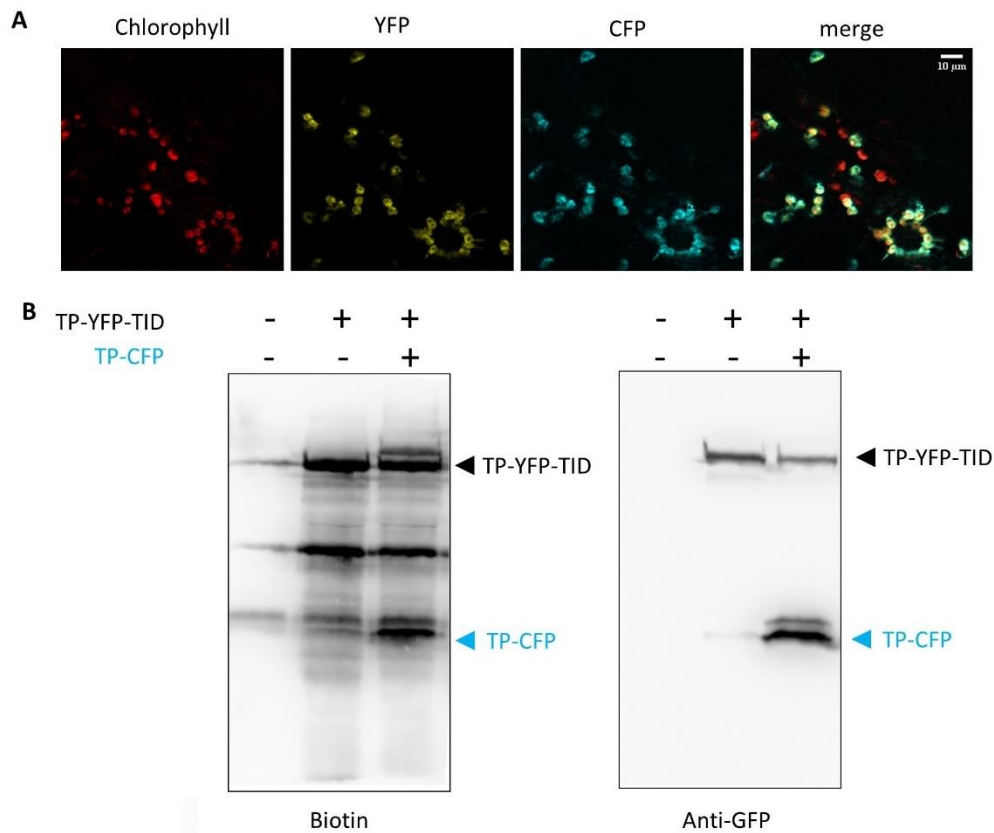 A
Chlorophyll YFP CFP merge
10 µm
B
TP-YFP-TID - + + - + +
TP-CFP - - + - - +
TP-YFP-TID TP-YFP-TID
TP-CFP TP-CFP
Biotin Anti-GFP